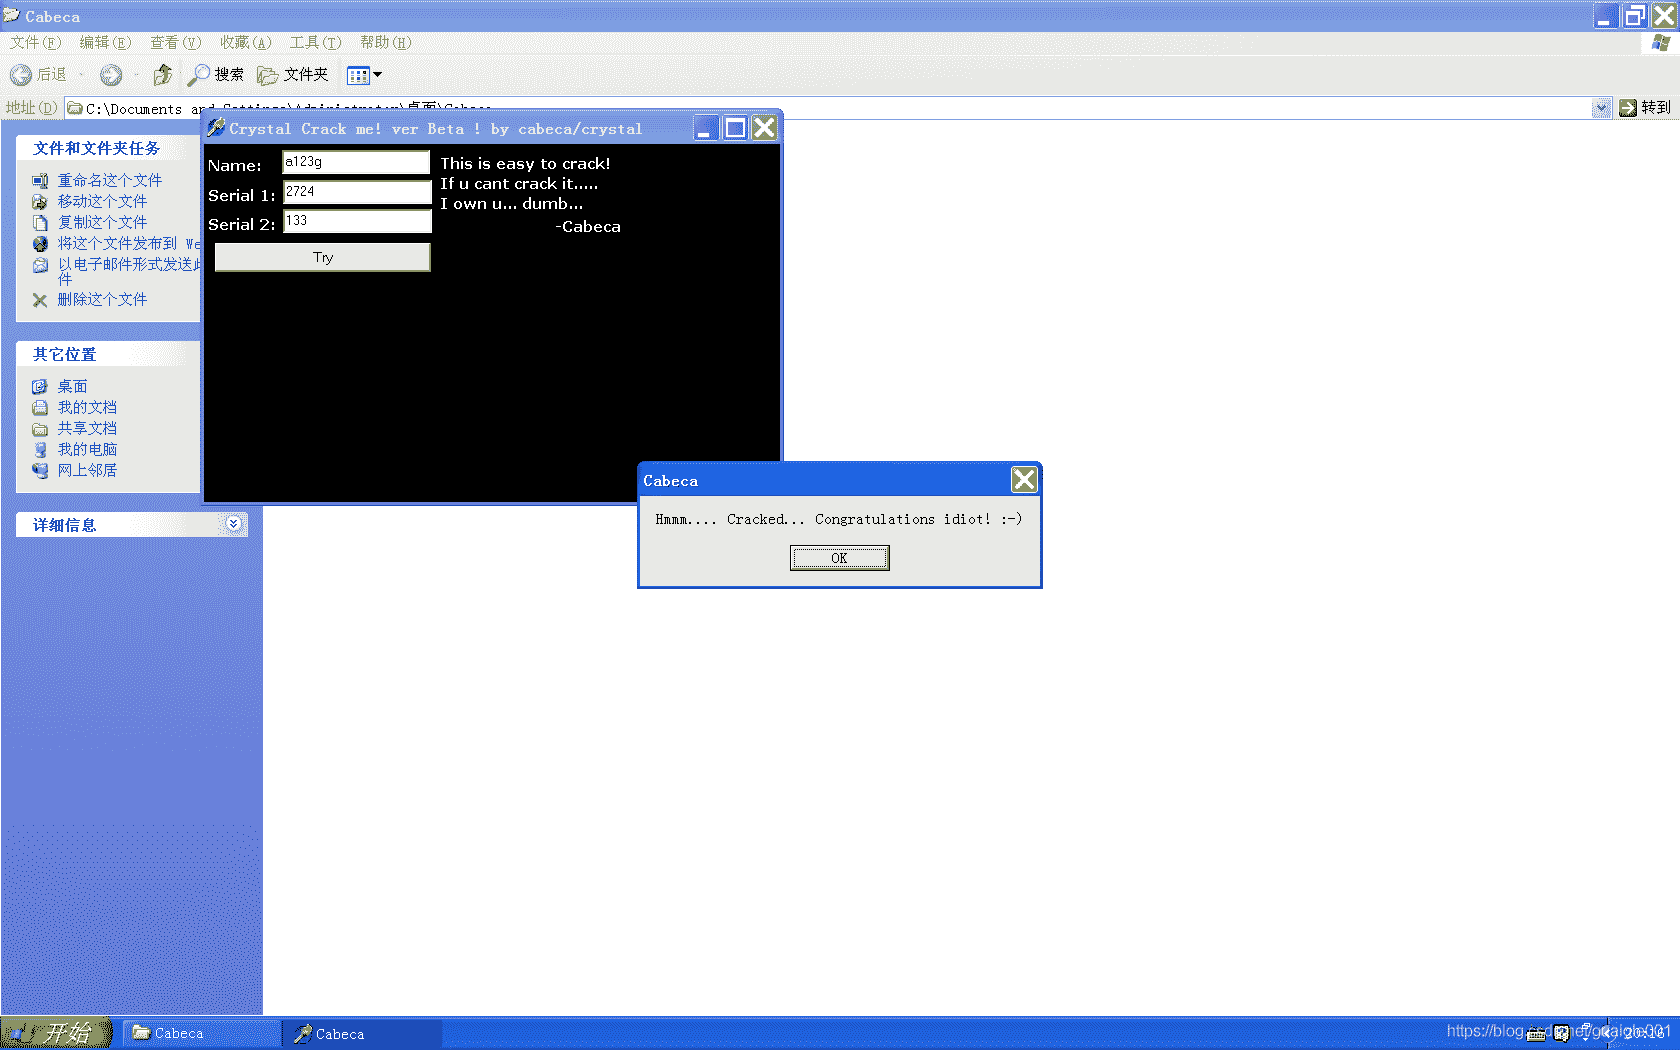 Cabeca
文件(F) 编辑(E) 查看(V) 收藏(A) 工具(T) 帮助(H)
后退 搜索 文件夹
地址(D) C:\Documents and Settings\Administrator\桌面\Cabeca 转到
文件和文件夹任务
重命名这个文件
移动这个文件
复制这个文件
将这个文件发布到 We
以电子邮件形式发送此
件
删除这个文件
其它位置
桌面
我的文档
共享文档
我的电脑
网上邻居
详细信息
Crystal Crack me! ver Beta ! by cabeca/crystal
Name: a123g
Serial 1: 2724
Serial 2: 133
Try
This is easy to crack!
If u cant crack it.....
I own u... dumb...
-Cabeca
Cabeca
Hmmm.... Cracked... Congratulations idiot! :-)
OK
开始 Cabeca Cabeca